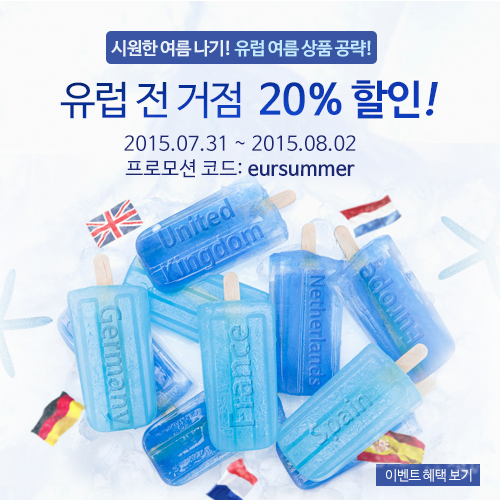 시원한 여름 나기! 유럽 여름 상품 공략!
유럽 전 거점 20% 할인!
2015.07.31 ~ 2015.08.02
프로모션 코드: eursummer
United
Kingdom
Germany
France
Netherlands
Europe
Spain
이벤트 혜택 보기